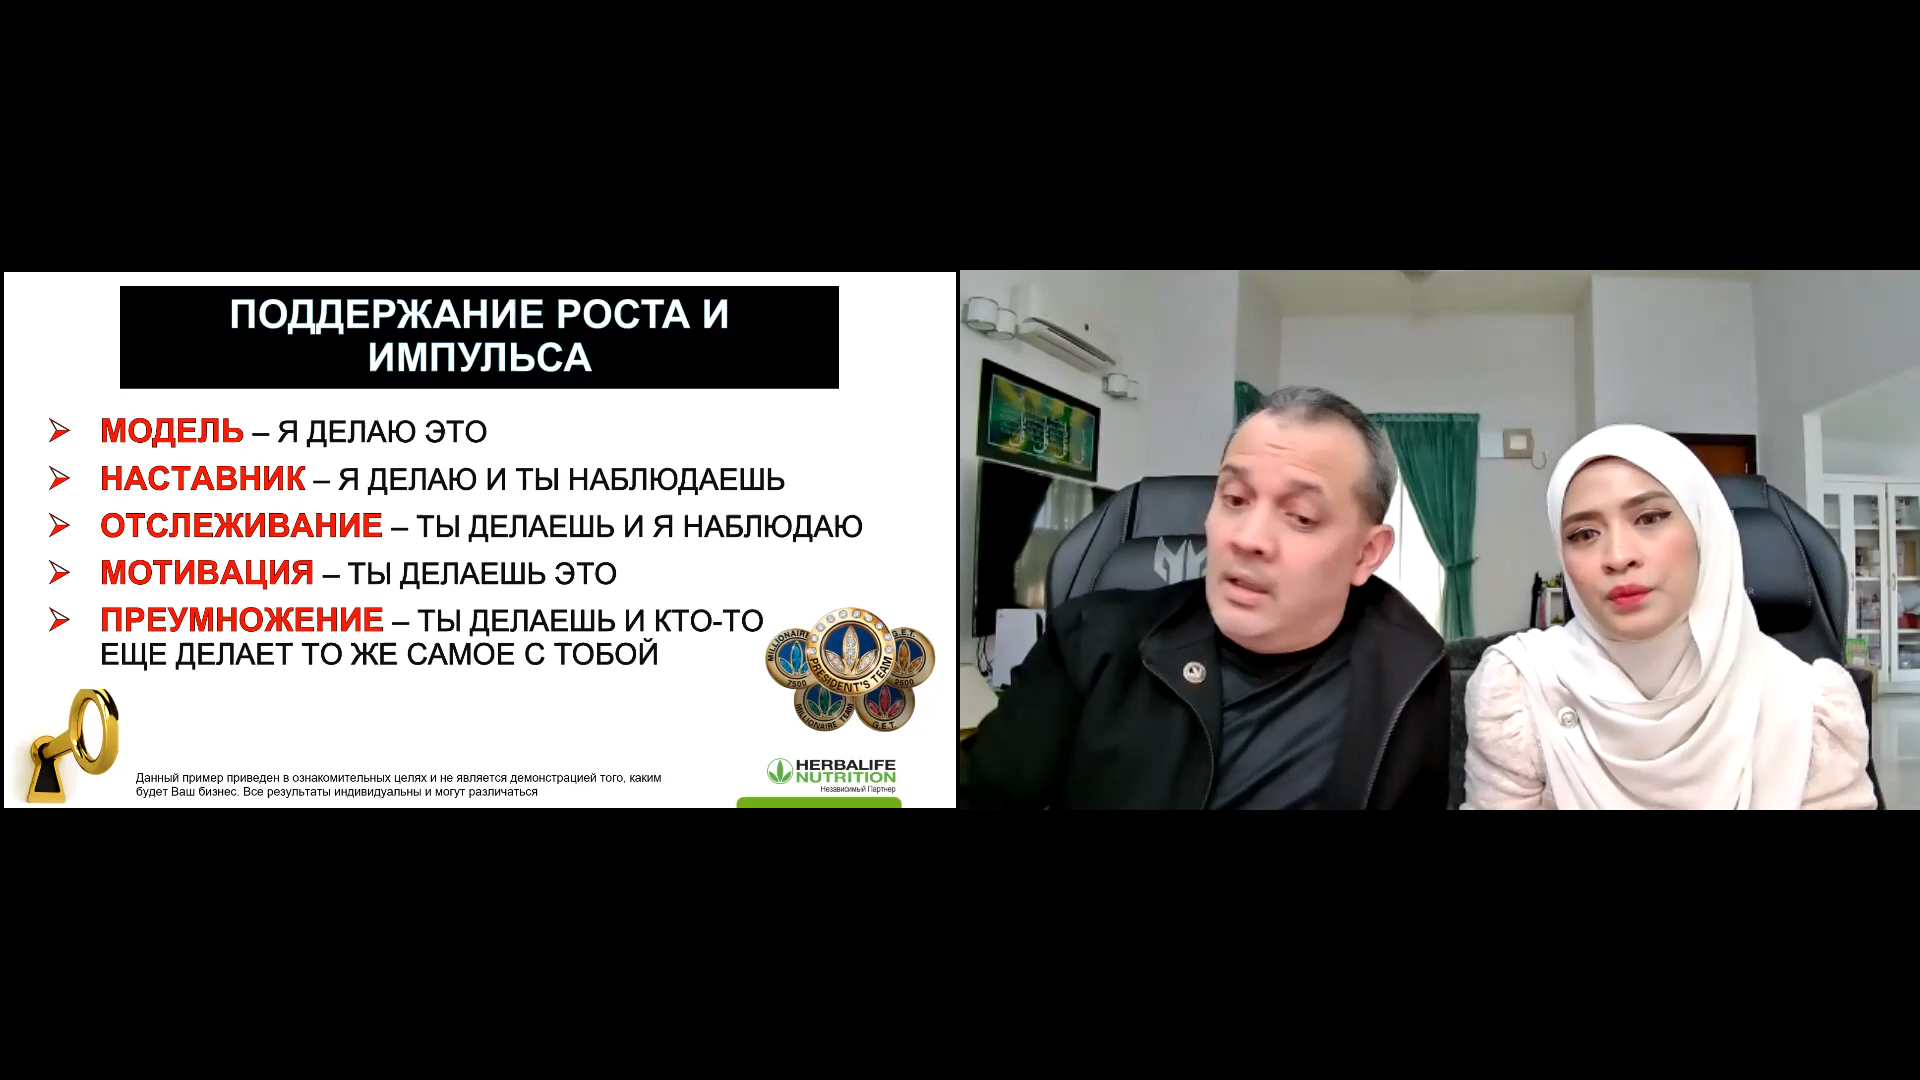 ПОДДЕРЖАНИЕ РОСТА И
ИМПУЛЬСА
МОДЕЛЬ – Я ДЕЛАЮ ЭТО
НАСТАВНИК – Я ДЕЛАЮ И ТЫ НАБЛЮДАЕШЬ
ОТСЛЕЖИВАНИЕ – ТЫ ДЕЛАЕШЬ И Я НАБЛЮДАЮ
МОТИВАЦИЯ – ТЫ ДЕЛАЕШЬ ЭТО
ПРЕУМНОЖЕНИЕ – ТЫ ДЕЛАЕШЬ И КТО-ТО
ЕЩЕ ДЕЛАЕТ ТО ЖЕ САМОЕ С ТОБОЙ
MILLIONAIRE
7500
PRESIDENT'S TEAM
G.E.T.
2500
MILLIONAIRE TEAM
G.E.T.
Данный пример приведен в ознакомительных целях и не является демонстрацией того, каким
будет Ваш бизнес. Все результаты индивидуальны и могут различаться
HERBALIFE
NUTRITION
Независимый Партнер